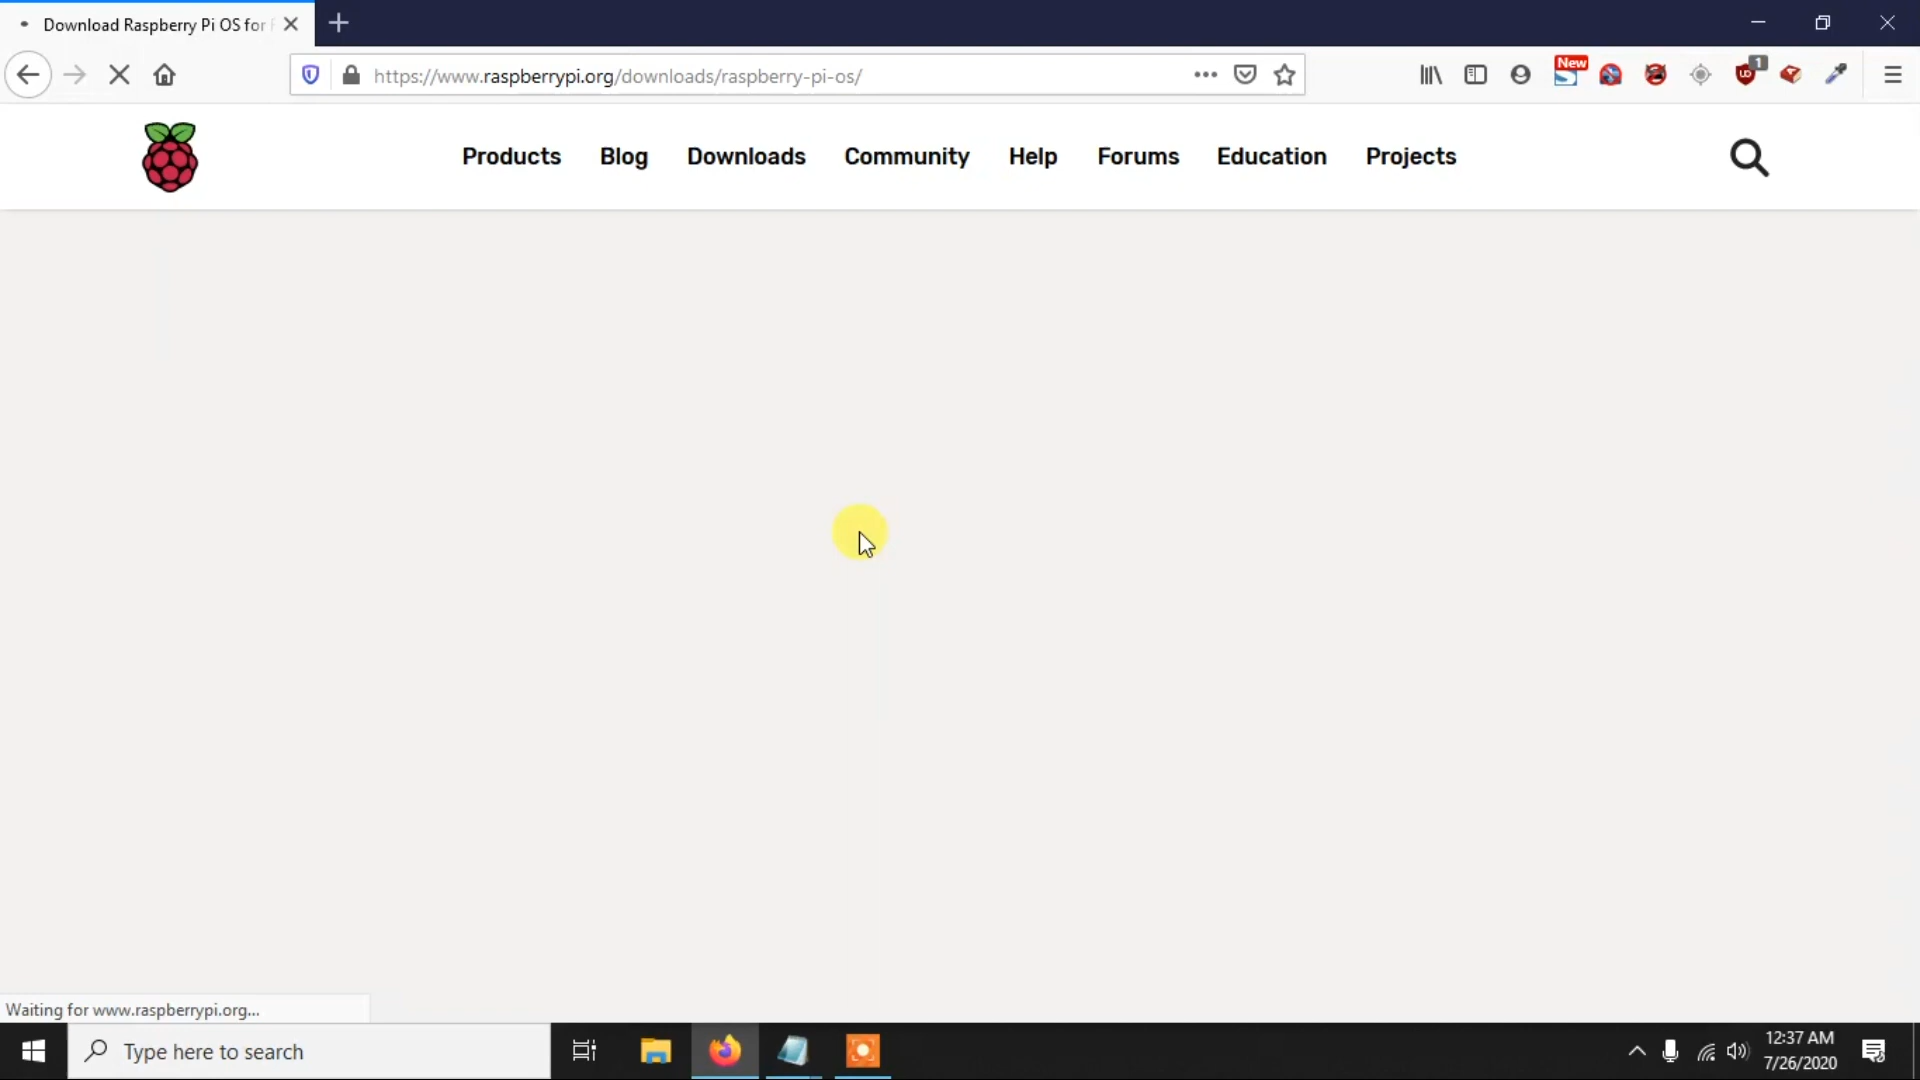 Download Raspberry Pi OS for
https://www.raspberrypi.org/downloads/raspberry-pi-os/
New
1
Products Blog Downloads Community Help Forums Education Projects
Waiting for www.raspberrypi.org...
Type here to search
12:37 AM
7/26/2020